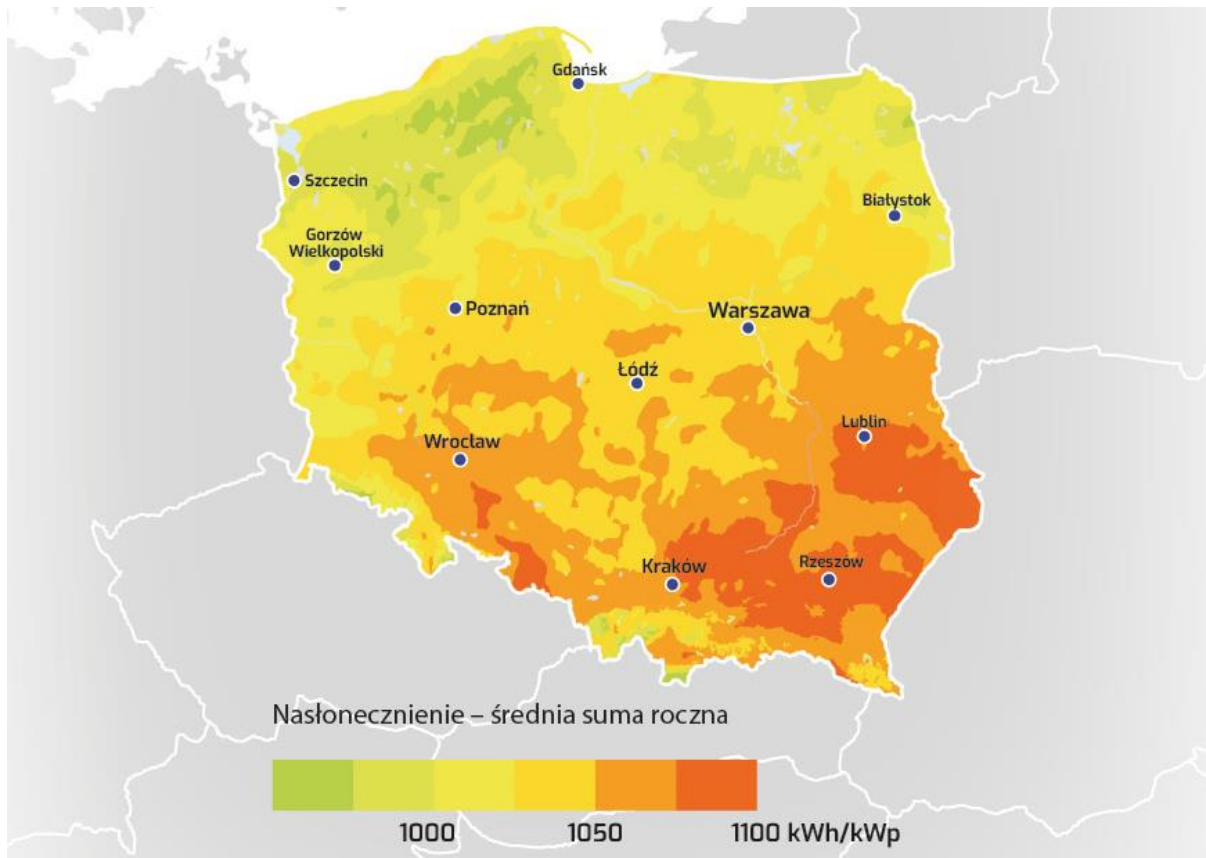 Gdańsk
Szczecin
Białystok
Gorzów
Wielkopolski
Poznań
Warszawa
Łódź
Lublin
Wrocław
Kraków
Rzeszów
Nasłonecznienie – średnia suma roczna
1000 1050 1100 kWh/kWp